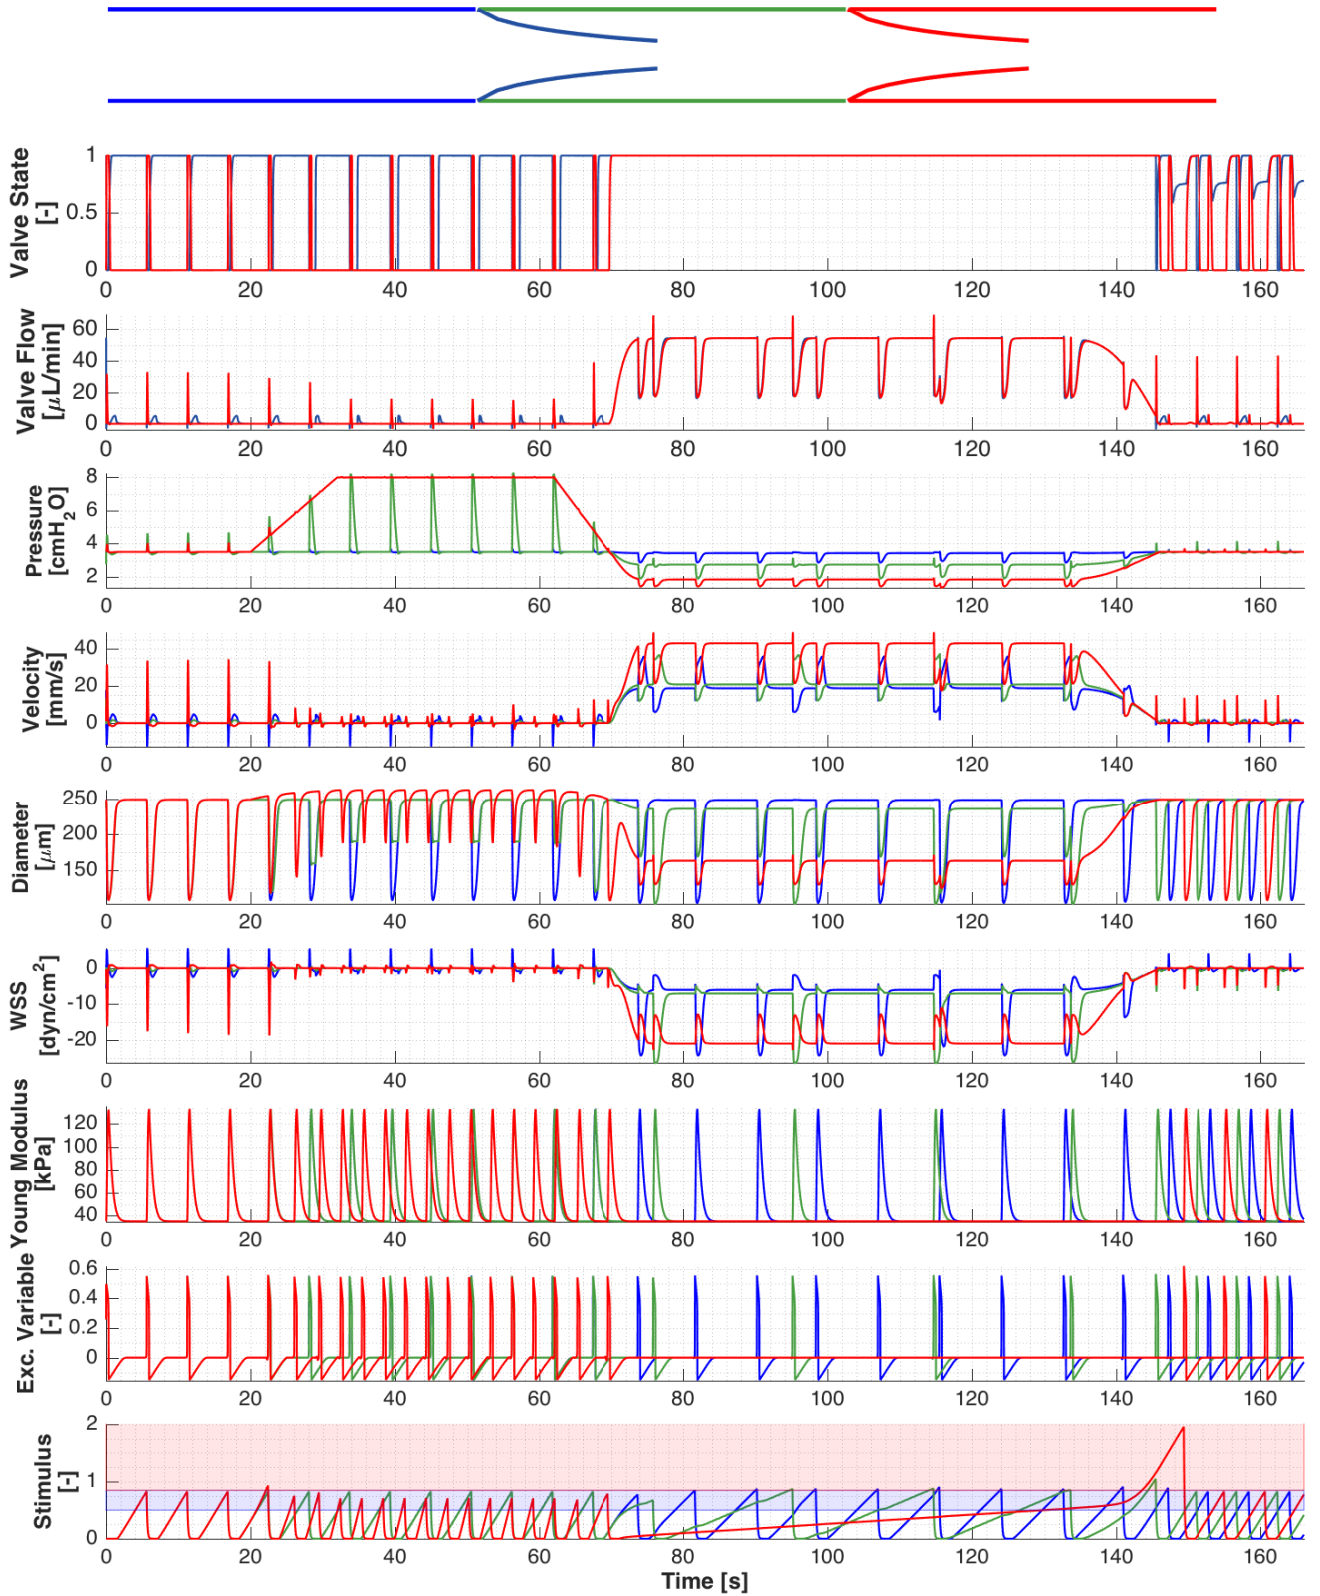 Valve State
[-]
1
0.5
0
0 20 40 60 80 100 120 140 160
Valve Flow
[μL/min]
60
40
20
0
0 20 40 60 80 100 120 140 160
Pressure
[cmH2O]
8
6
4
2
0 20 40 60 80 100 120 140 160
Velocity
[mm/s]
40
20
0
0 20 40 60 80 100 120 140 160
Diameter
[μm]
250
200
150
0 20 40 60 80 100 120 140 160
WSS
[dyn/cm2]
0
-10
-20
0 20 40 60 80 100 120 140 160
Young Modulus
[kPa]
120
100
80
60
40
0 20 40 60 80 100 120 140 160
Exc. Variable
[-]
0.6
0.4
0.2
0
0 20 40 60 80 100 120 140 160
Stimulus
[-]
2
1
0
0 20 40 60 80 100 120 140 160
Time [s]